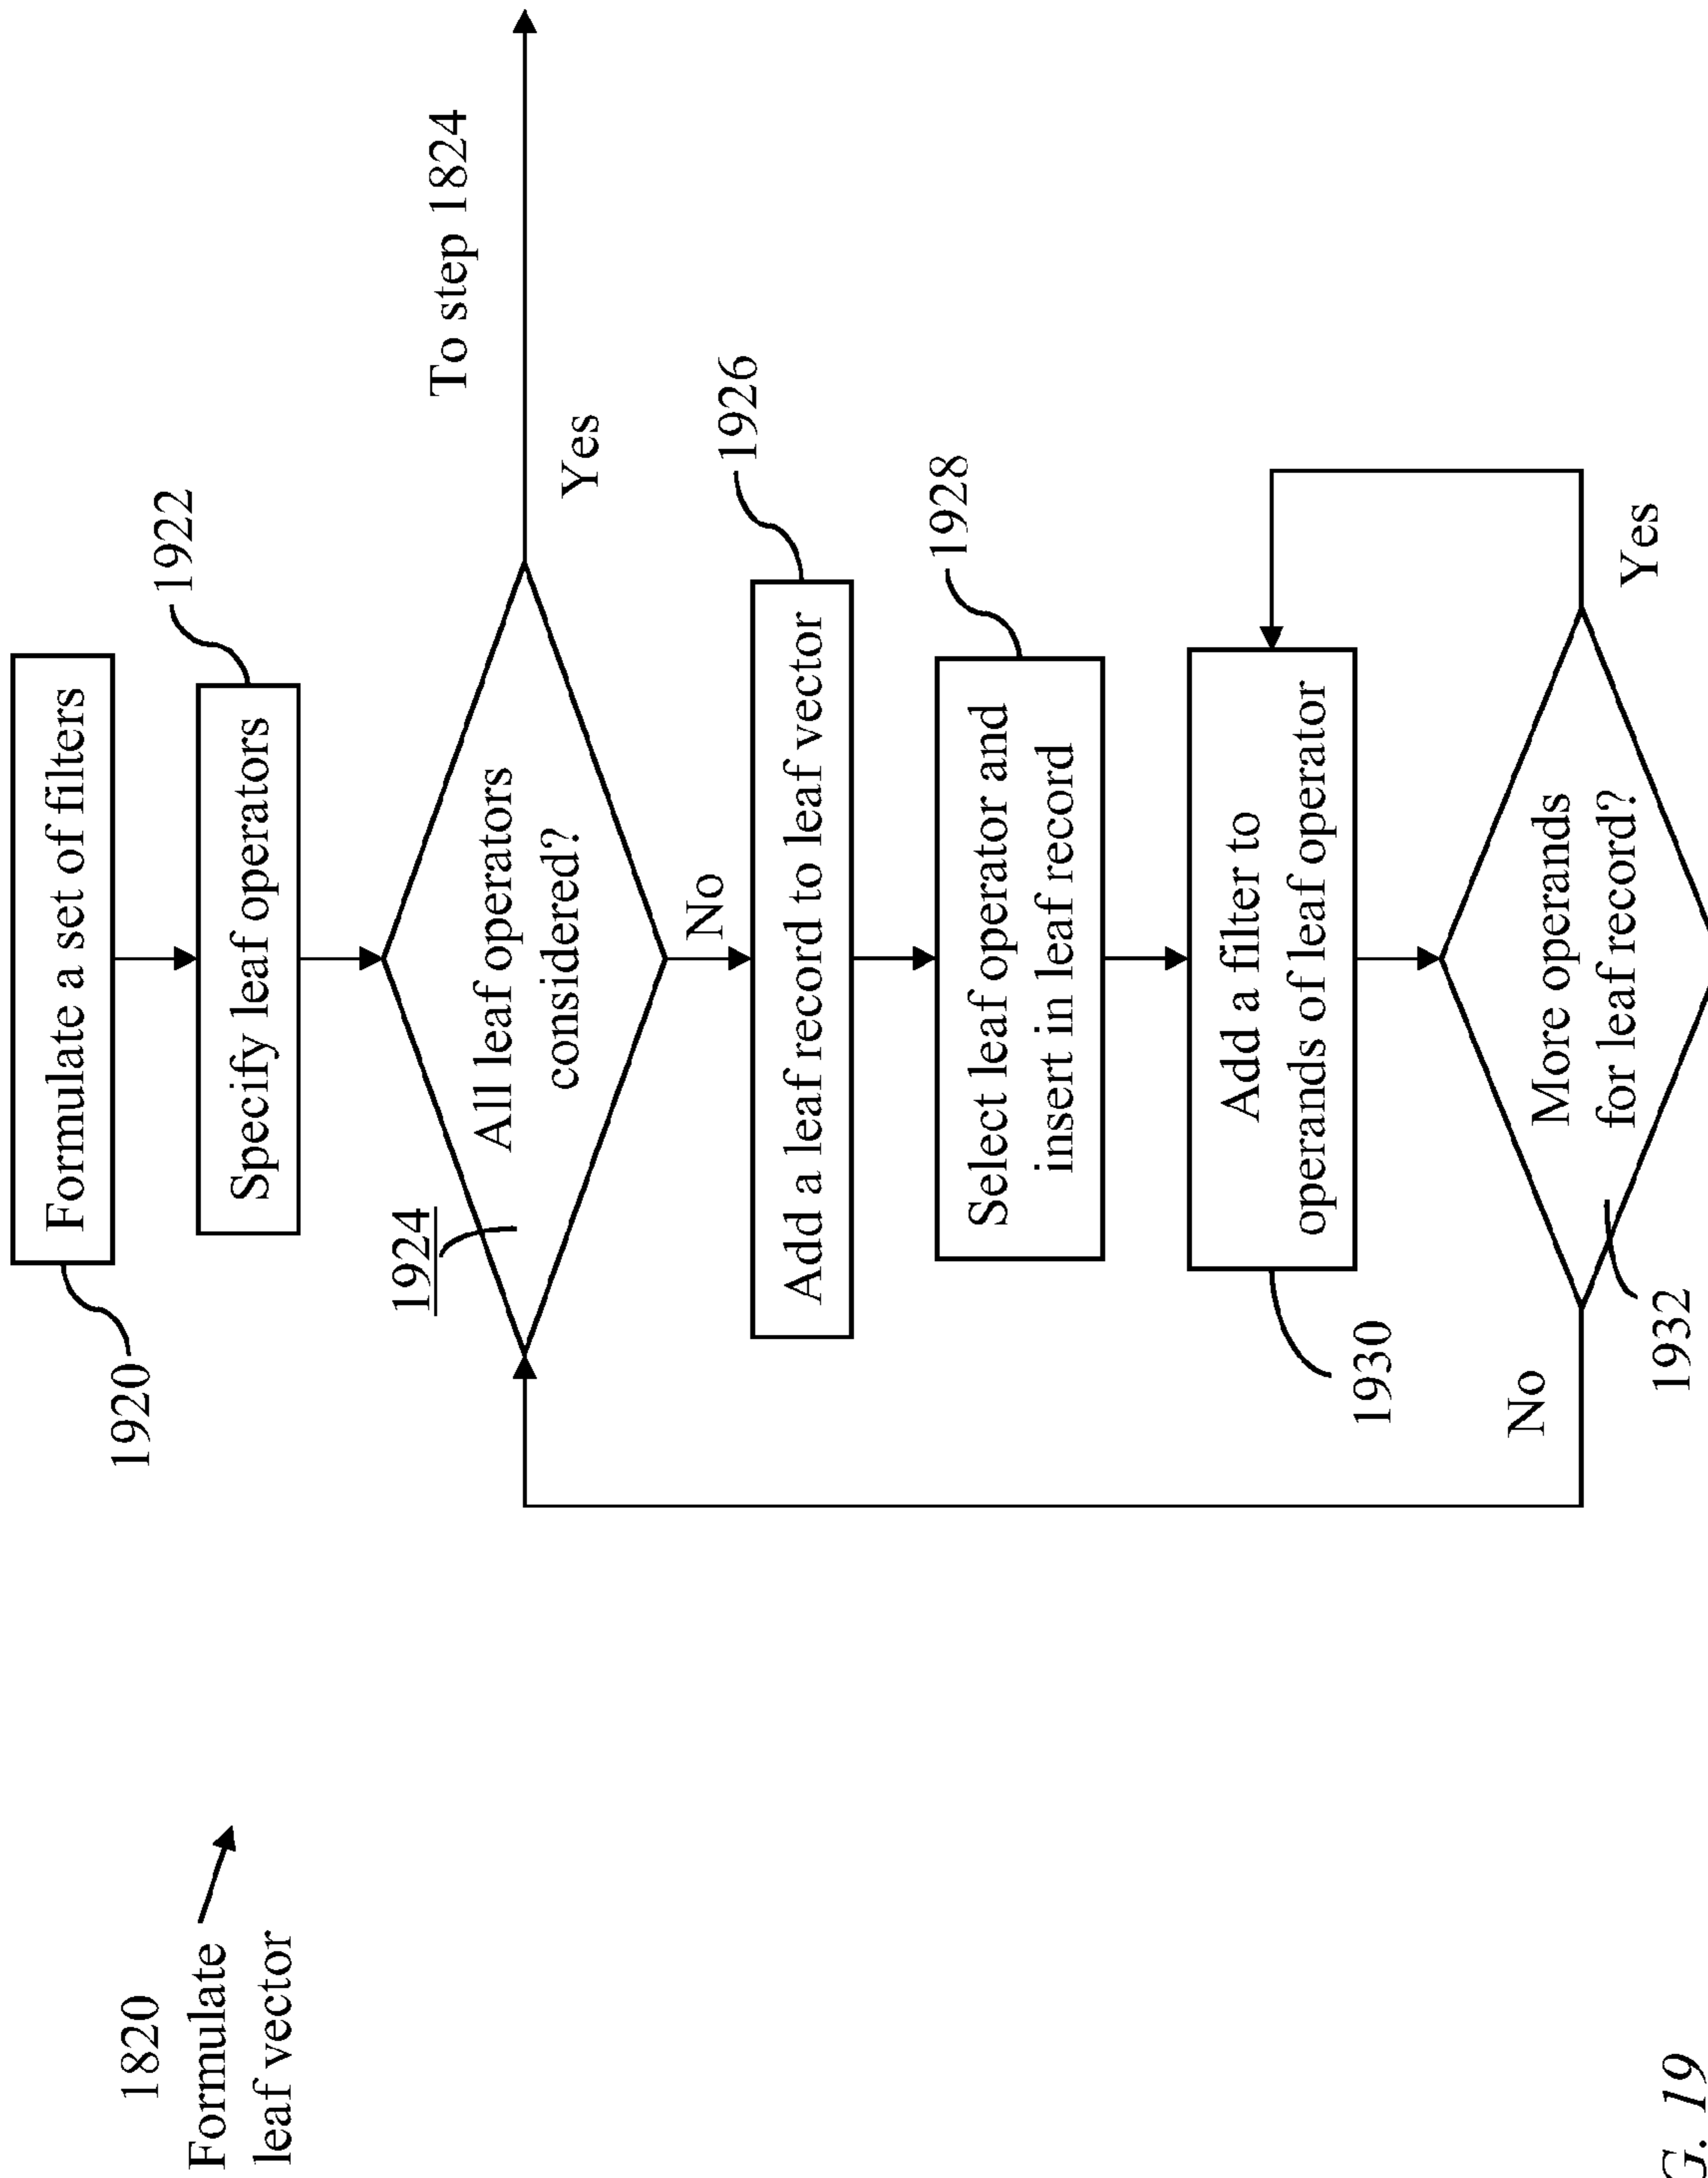 1820
Formulate
leaf vector
1920
Formulate a set of filters
1922
Specify leaf operators
1924
All leaf operators
considered?
To step 1824
Yes
No
1926
Add a leaf record to leaf vector
1928
Select leaf operator and
insert in leaf record
Add a filter to
operands of leaf operator
1930
More operands
for leaf record?
Yes
No
1932
G. 19